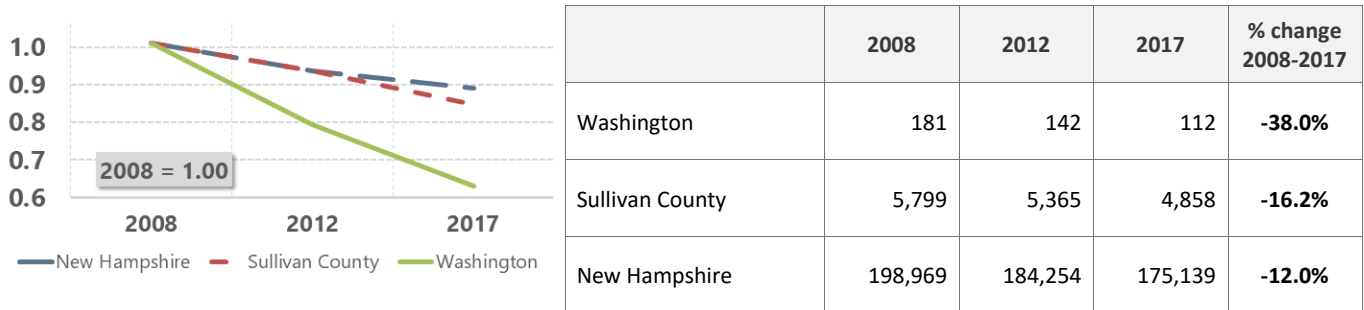 1.0
0.9
0.8
0.7
0.6
2008 = 1.00
2008 2012 2017
New Hampshire Sullivan County Washington
2008 2012 2017 % change
2008-2017
Washington 181 142 112 -38.0%
Sullivan County 5,799 5,365 4,858 -16.2%
New Hampshire 198,969 184,254 175,139 -12.0%